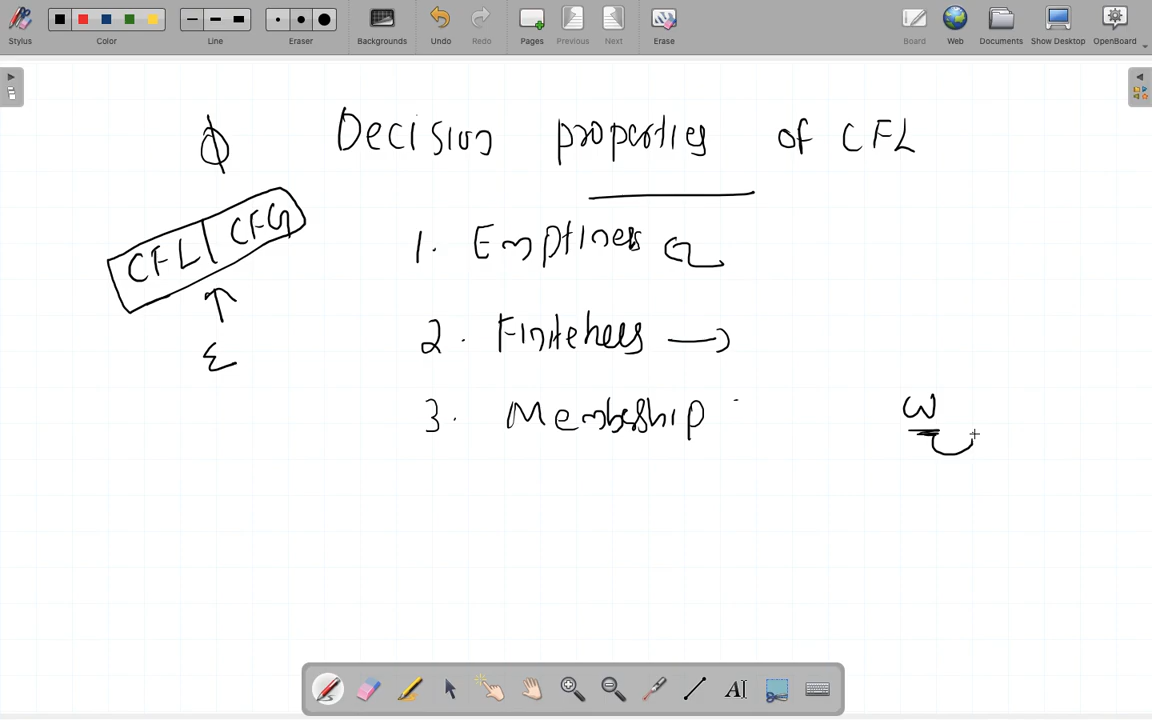 Stylus Color Line Eraser Backgrounds Undo Redo Pages Previous Next Erase Board Web Documents Show Desktop OpenBoard
Φ Decision properties of CFL
CFL | CFG
1. Emptiness
2. Finiteness →
↑
ε
3. Membership
ω
AI